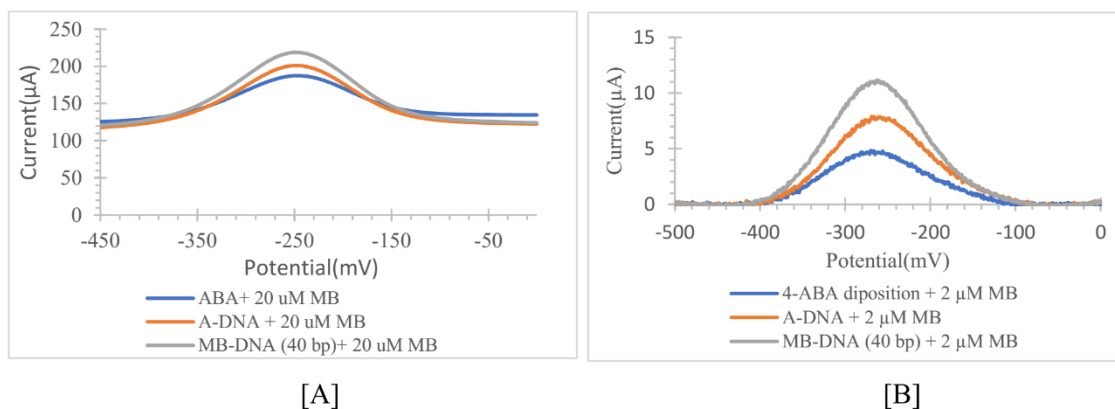 250
200
150
100
50
0
Current(µA)
-450 -350 -250 -150 -50
Potential(mV)
ABA+ 20 uM MB
A-DNA + 20 uM MB
MB-DNA (40 bp)+ 20 uM MB
[A]
15
10
5
0
Current(µA)
-500 -400 -300 -200 -100 0
Potential(mV)
4-ABA diposition + 2 µM MB
A-DNA + 2 µM MB
MB-DNA (40 bp) + 2 µM MB
[B]